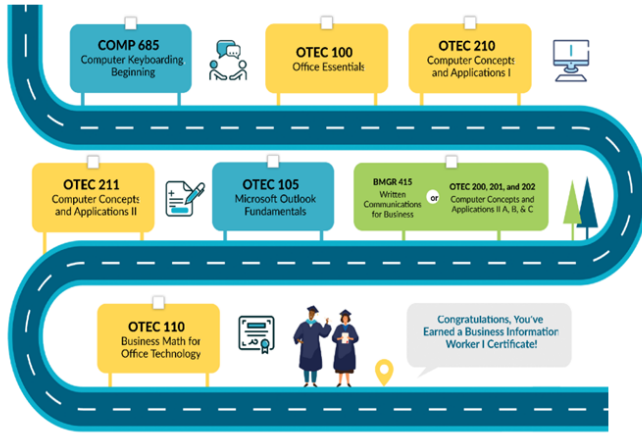 COMP 685
Computer Keyboarding
Beginning
OTEC 100
Office Essentials
OTEC 210
Computer Concepts
and Applications I
OTEC 211
Computer Concepts
and Applications II
OTEC 105
Microsoft Outlook
Fundamentals
BMGR 415
Written
Communications
for Business
or
OTEC 200, 201, and 202
Computer Concepts and
Applications II A, B, & C
OTEC 110
Business Math for
Office Technology
Congratulations, You've
Earned a Business Information
Worker I Certificate!